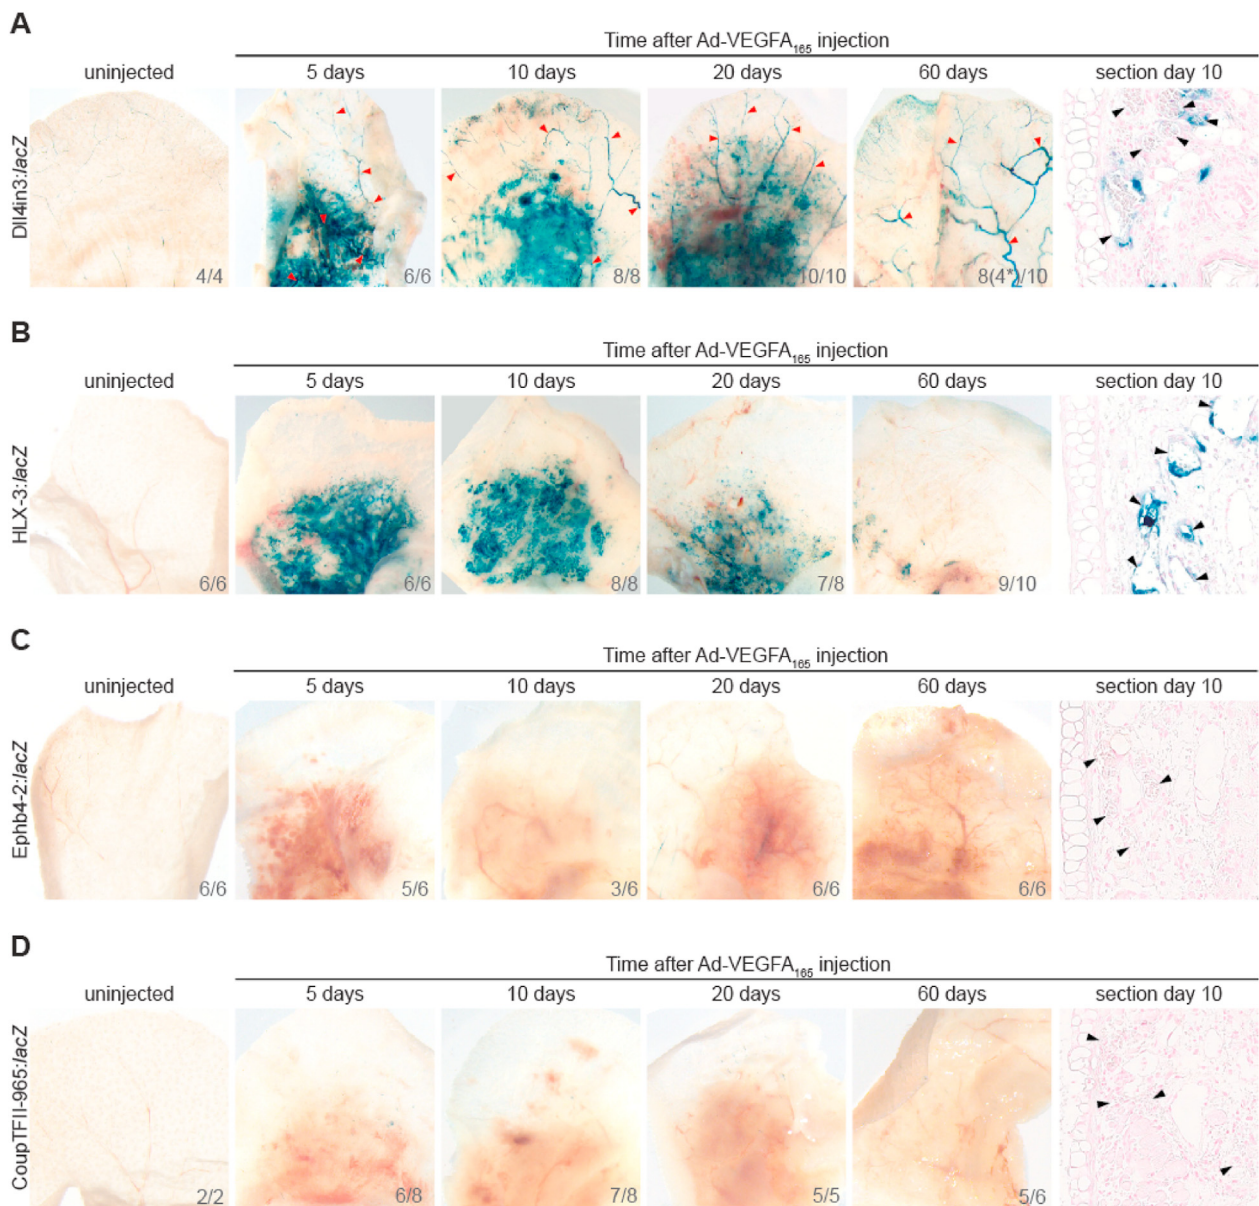 A
Time after Ad-VEGFA165 injection
uninjected 5 days 10 days 20 days 60 days section day 10
Dll4in3:lacZ
4/4 6/6 8/8 10/10 8(4*)/10
B
Time after Ad-VEGFA165 injection
uninjected 5 days 10 days 20 days 60 days section day 10
HLX-3:lacZ
6/6 6/6 8/8 7/8 9/10
C
Time after Ad-VEGFA165 injection
uninjected 5 days 10 days 20 days 60 days section day 10
Ephb4-2:lacZ
6/6 5/6 3/6 6/6 6/6
D
Time after Ad-VEGFA165 injection
uninjected 5 days 10 days 20 days 60 days section day 10
CoupTFII-965:lacZ
2/2 6/8 7/8 5/5 5/6